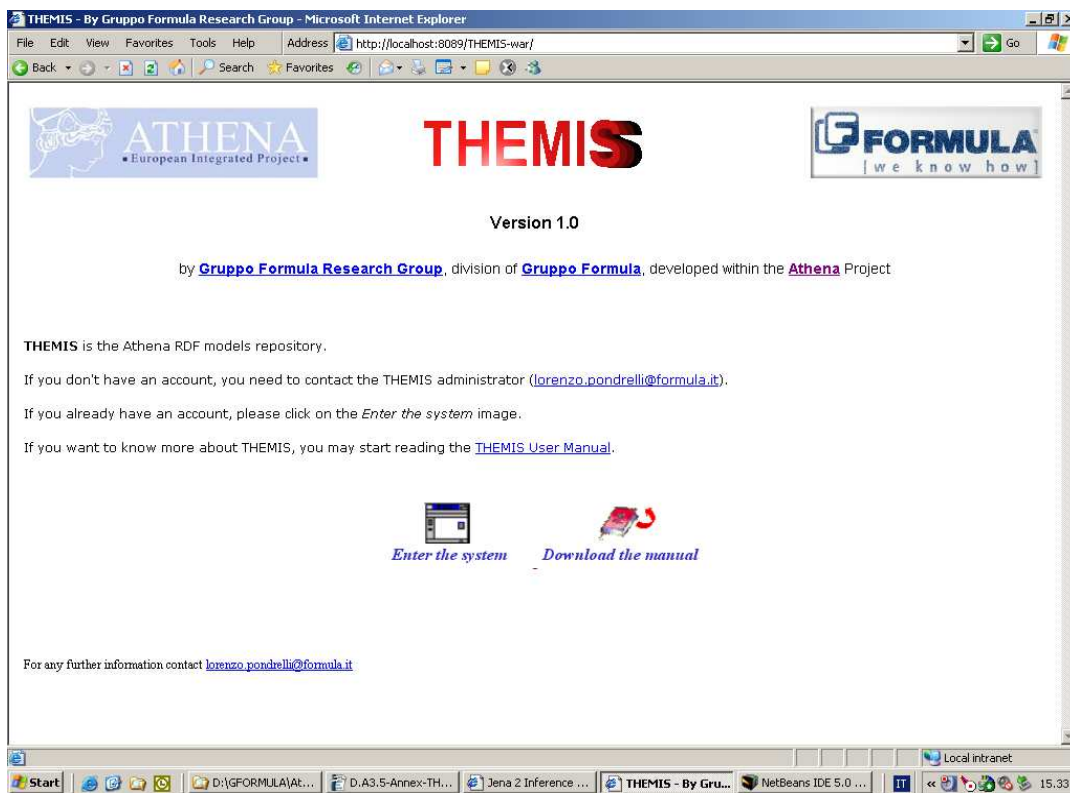 THEMIS - By Gruppo Formula Research Group - Microsoft Internet Explorer
File Edit View Favorites Tools Help Address http://localhost:8089/THEMIS-war/ Go
Back Search Favorites
ATHENA
• European Integrated Project •
THEMIS
FORMULA
[we know how]
Version 1.0
by Gruppo Formula Research Group, division of Gruppo Formula, developed within the Athena Project
THEMIS is the Athena RDF models repository.
If you don't have an account, you need to contact the THEMIS administrator (lorenzo.pondrelli@formula.it).
If you already have an account, please click on the Enter the system image.
If you want to know more about THEMIS, you may start reading the THEMIS User Manual.
Enter the system Download the manual
For any further information contact lorenzo.pondrelli@formula.it
Local intranet
Start D:\GFORMULA\At... D.A3.5-Annex-TH... Jena 2 Inference ... THEMIS - By Gru... NetBeans IDE 5.0 ... IT « 15.33